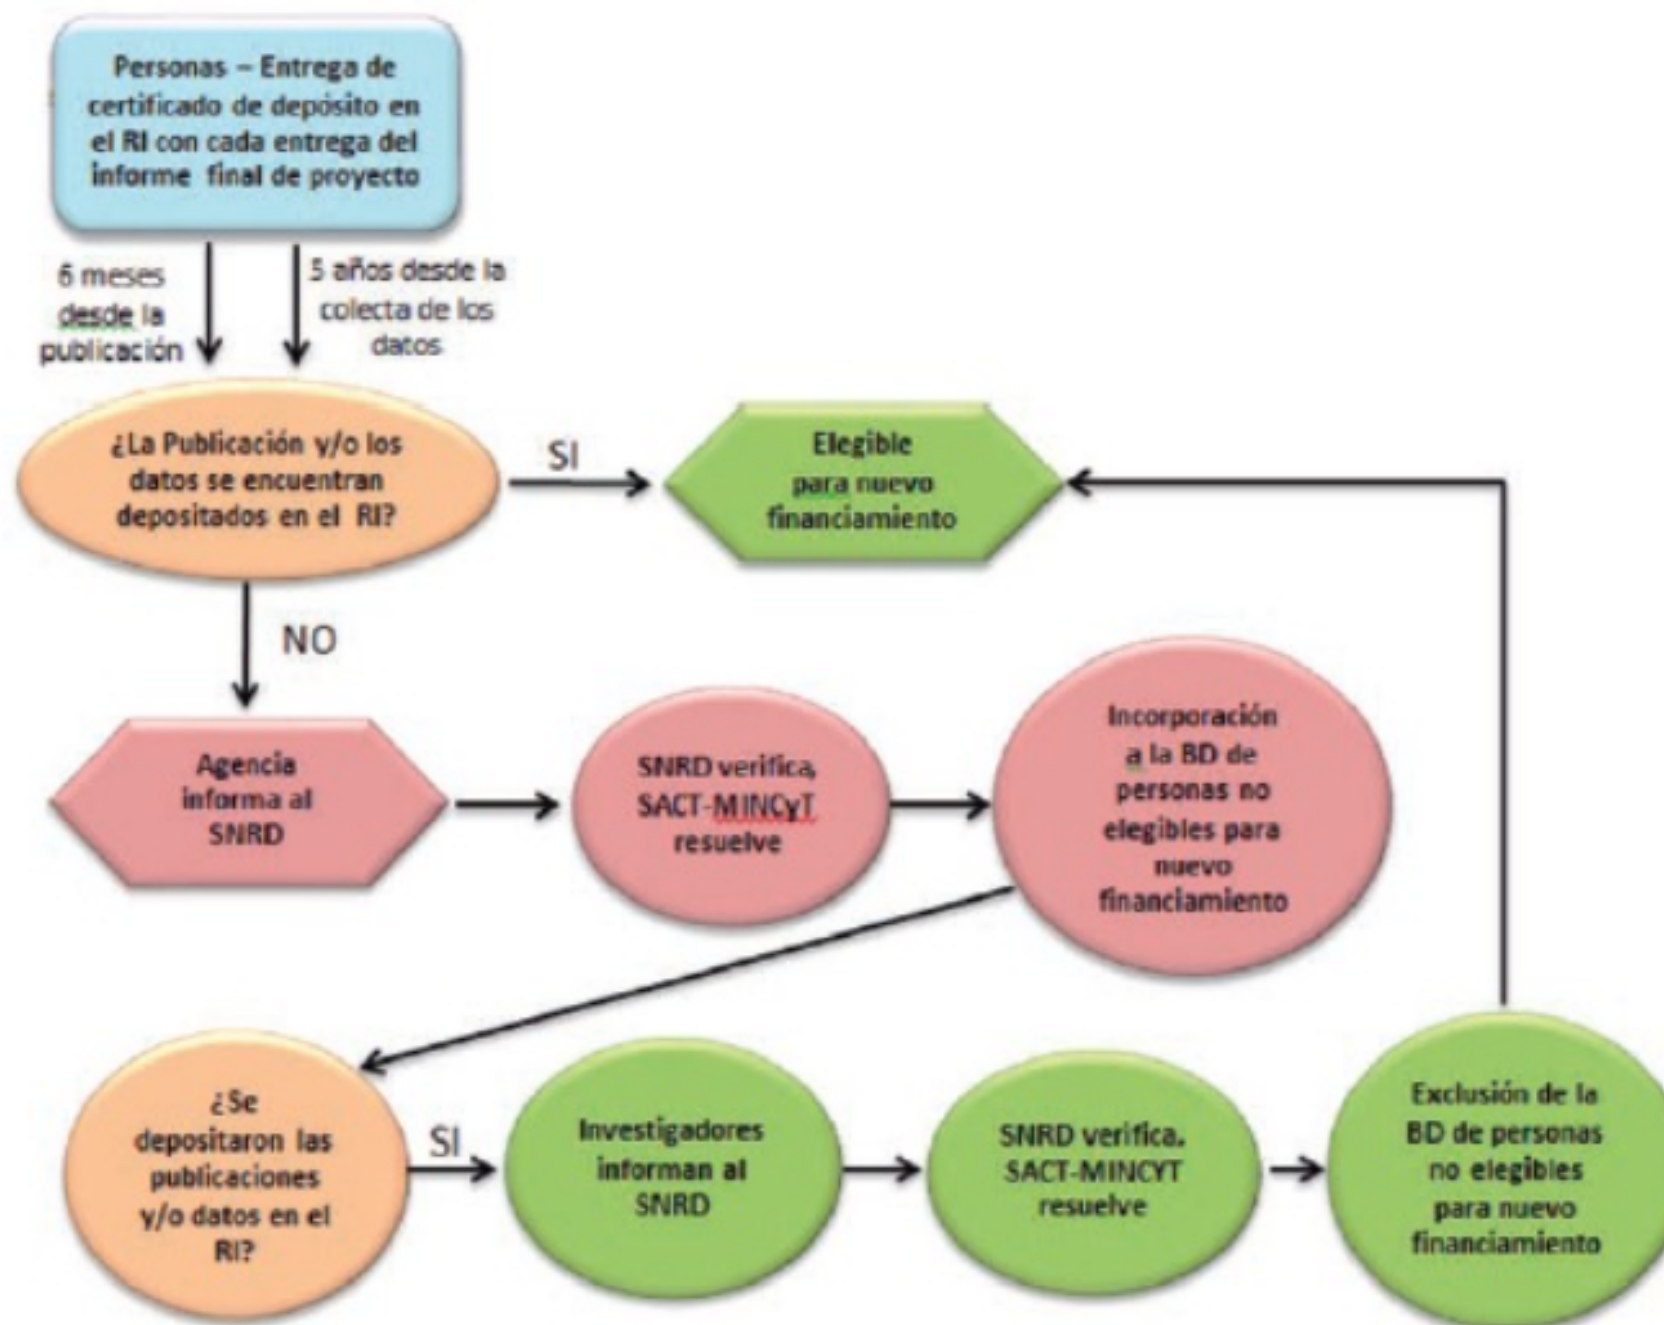 Personas – Entrega de
certificado de depósito en
el RI con cada entrega del
informe final de proyecto
6 meses
desde la
publicación
5 años desde la
colecta de los
datos
¿La Publicación y/o los
datos se encuentran
depositados en el RI?
SI
Elegible
para nuevo
financiamiento
NO
Agencia
informa al
SNRD
SNRD verifica,
SACT-MINCyT
resuelve
Incorporación
a la BD de
personas no
elegibles para
nuevo
financiamiento
¿Se
depositaron las
publicaciones
y/o datos en el
RI?
SI
Investigadores
informan al
SNRD
SNRD verifica.
SACT-MINCYT
resuelve
Exclusión de la
BD de personas
no elegibles
para nuevo
financiamiento